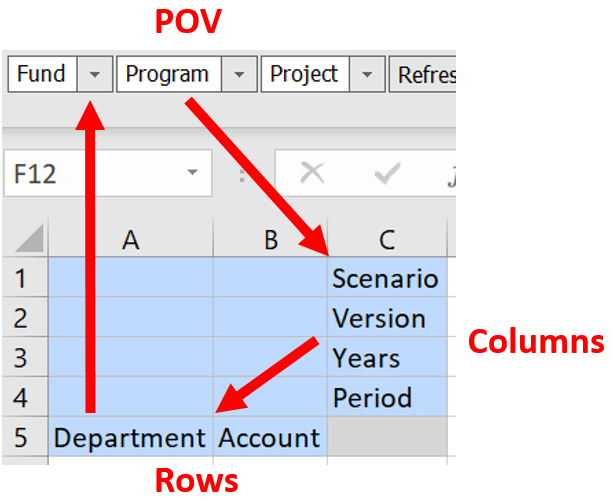 POV
Fund Program Project Refres
F12
A B C
1 Scenario
2 Version
3 Years
4 Period
5 Department Account
Columns
Rows